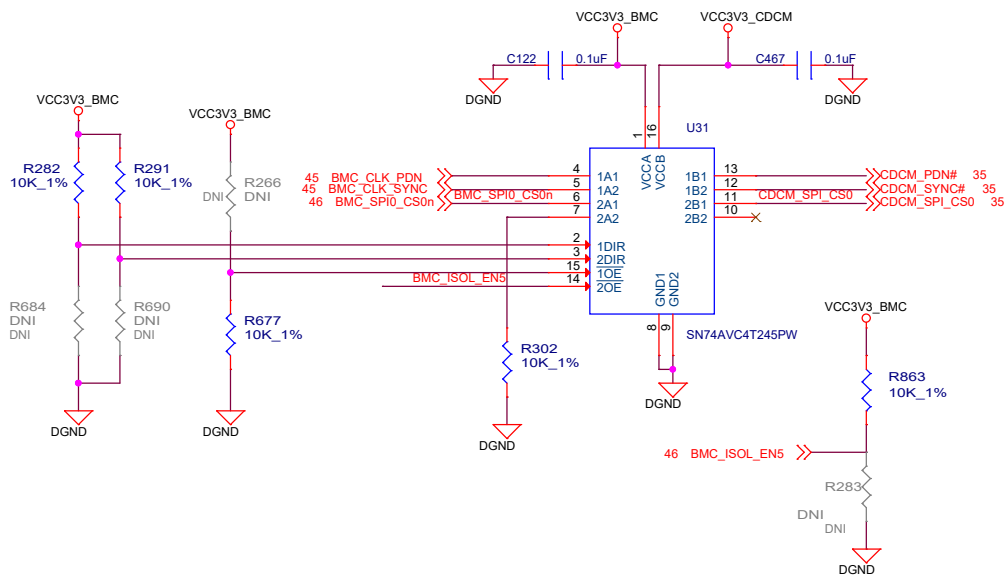 VCC3V3_BMC
VCC3V3_CDCM
C122
0.1uF
C467
0.1uF
DGND
DGND
VCC3V3_BMC
VCC3V3_BMC
1
16
U31
VCCA
VCCB
R282
10K_1%
R291
10K_1%
R266
DNI
DNI
45 BMC_CLK_PDN
45 BMC_CLK_SYNC
46 BMC_SPI0_CS0n
BMC_SPI0_CS0n
4
5
6
7
1A1
1A2
2A1
2A2
1B1
1B2
2B1
2B2
13
12
11
10
CDCM_SPI_CS0
CDCM_PDN# 35
CDCM_SYNC# 35
CDCM_SPI_CS0 35
2
3
15
14
1DIR
2DIR
1OE
2OE
BMC_ISOL_EN5
GND1
GND2
8
9
SN74AVC4T245PW
DGND
R684
DNI
DNI
R690
DNI
DNI
R677
10K_1%
R302
10K_1%
DGND
DGND
DGND
VCC3V3_BMC
R863
10K_1%
46 BMC_ISOL_EN5
R283
DNI
DNI
DGND